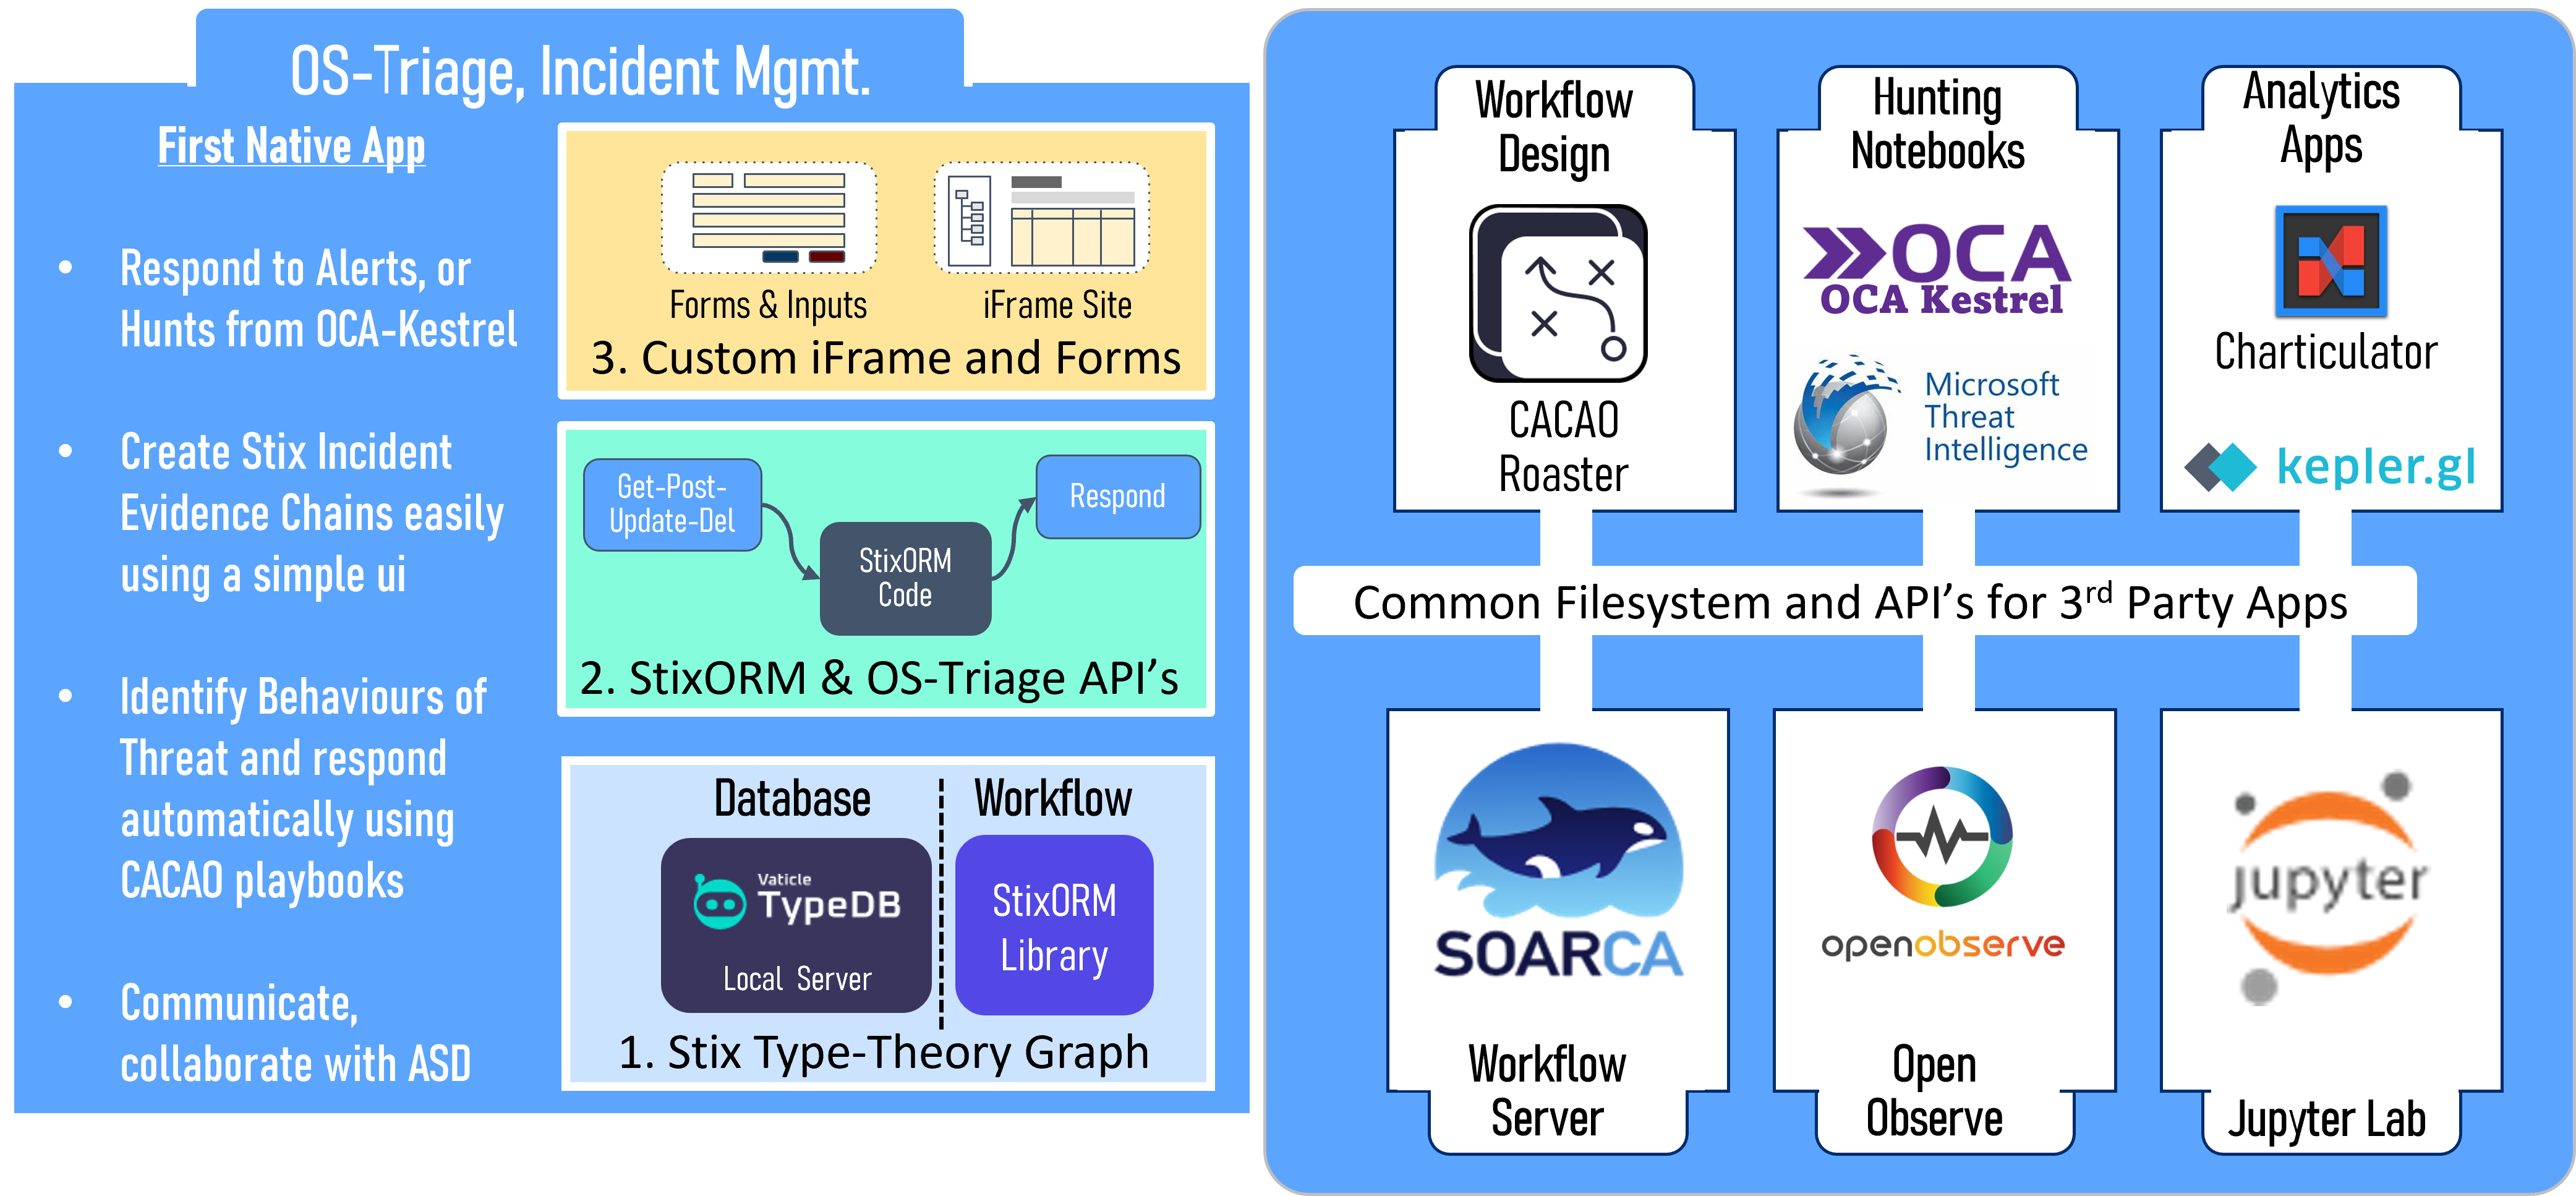 OS-Triage, Incident Mgmt.
First Native App
• Respond to Alerts, or
Hunts from OCA-Kestrel
• Create Stix Incident
Evidence Chains easily
using a simple ui
• Identify Behaviours of
Threat and respond
automatically using
CACAO playbooks
• Communicate,
collaborate with ASD
Forms & Inputs
iFrame Site
3. Custom iFrame and Forms
Get-Post-
Update-Del
StixORM
Code
Respond
2. StixORM & OS-Triage API's
Database
Workflow
Vaticle
TypeDB
Local Server
StixORM
Library
1. Stix Type-Theory Graph
Workflow
Design
CACAO
Roaster
Hunting
Notebooks
OCA
OCA Kestrel
Microsoft
Threat
Intelligence
Analytics
Apps
Charticulator
kepler.gl
Common Filesystem and API's for 3rd Party Apps
SOARCA
Workflow
Server
openobserve
Open
Observe
jupyter
Jupyter Lab